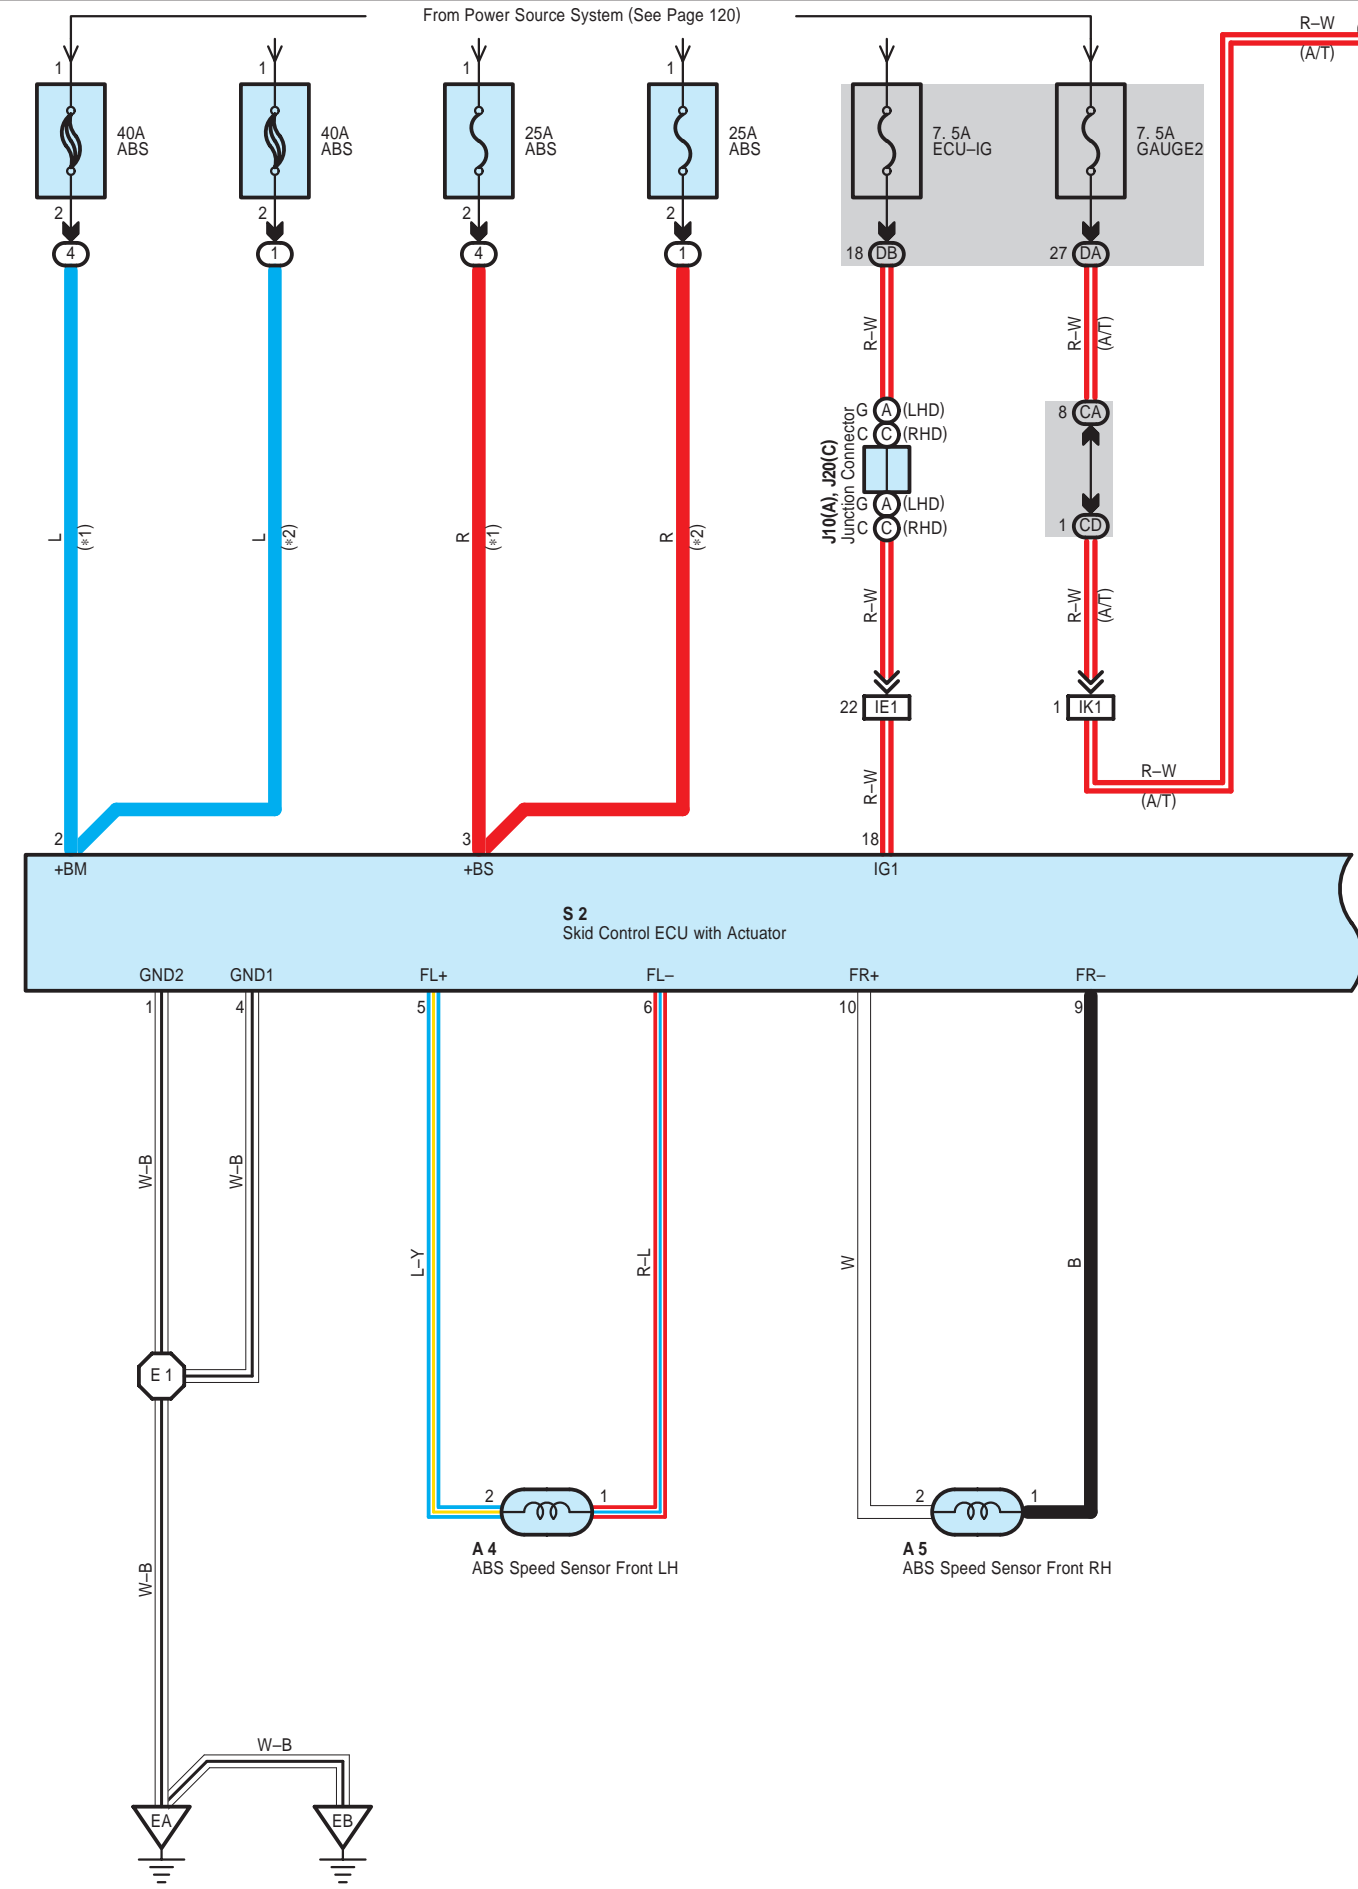 From Power Source System (See Page 120)
R–W
(A/T)
1
1
1
1
40A
ABS
40A
ABS
25A
ABS
25A
ABS
7. 5A
ECU–IG
7. 5A
GAUGE2
2
2
2
2
4
1
4
1
18
DB
27
DA
R–W
R–W
(A/T)
G
A
(LHD)
C
C
(RHD)
8
CA
J10(A), J20(C)
Junction Connector
G
A
(LHD)
C
C
(RHD)
1
CD
L
(*1)
L
(*2)
R
(*1)
R
(*2)
R–W
R–W
(A/T)
22
IE1
1
IK1
R–W
R–W
(A/T)
2
3
18
+BM
+BS
IG1
S 2
Skid Control ECU with Actuator
GND2
GND1
FL+
FL–
FR+
FR–
1
4
5
6
10
9
W–B
W–B
L–Y
R–L
W
B
E 1
2
1
2
1
A 4
ABS Speed Sensor Front LH
A 5
ABS Speed Sensor Front RH
W–B
W–B
EA
EB